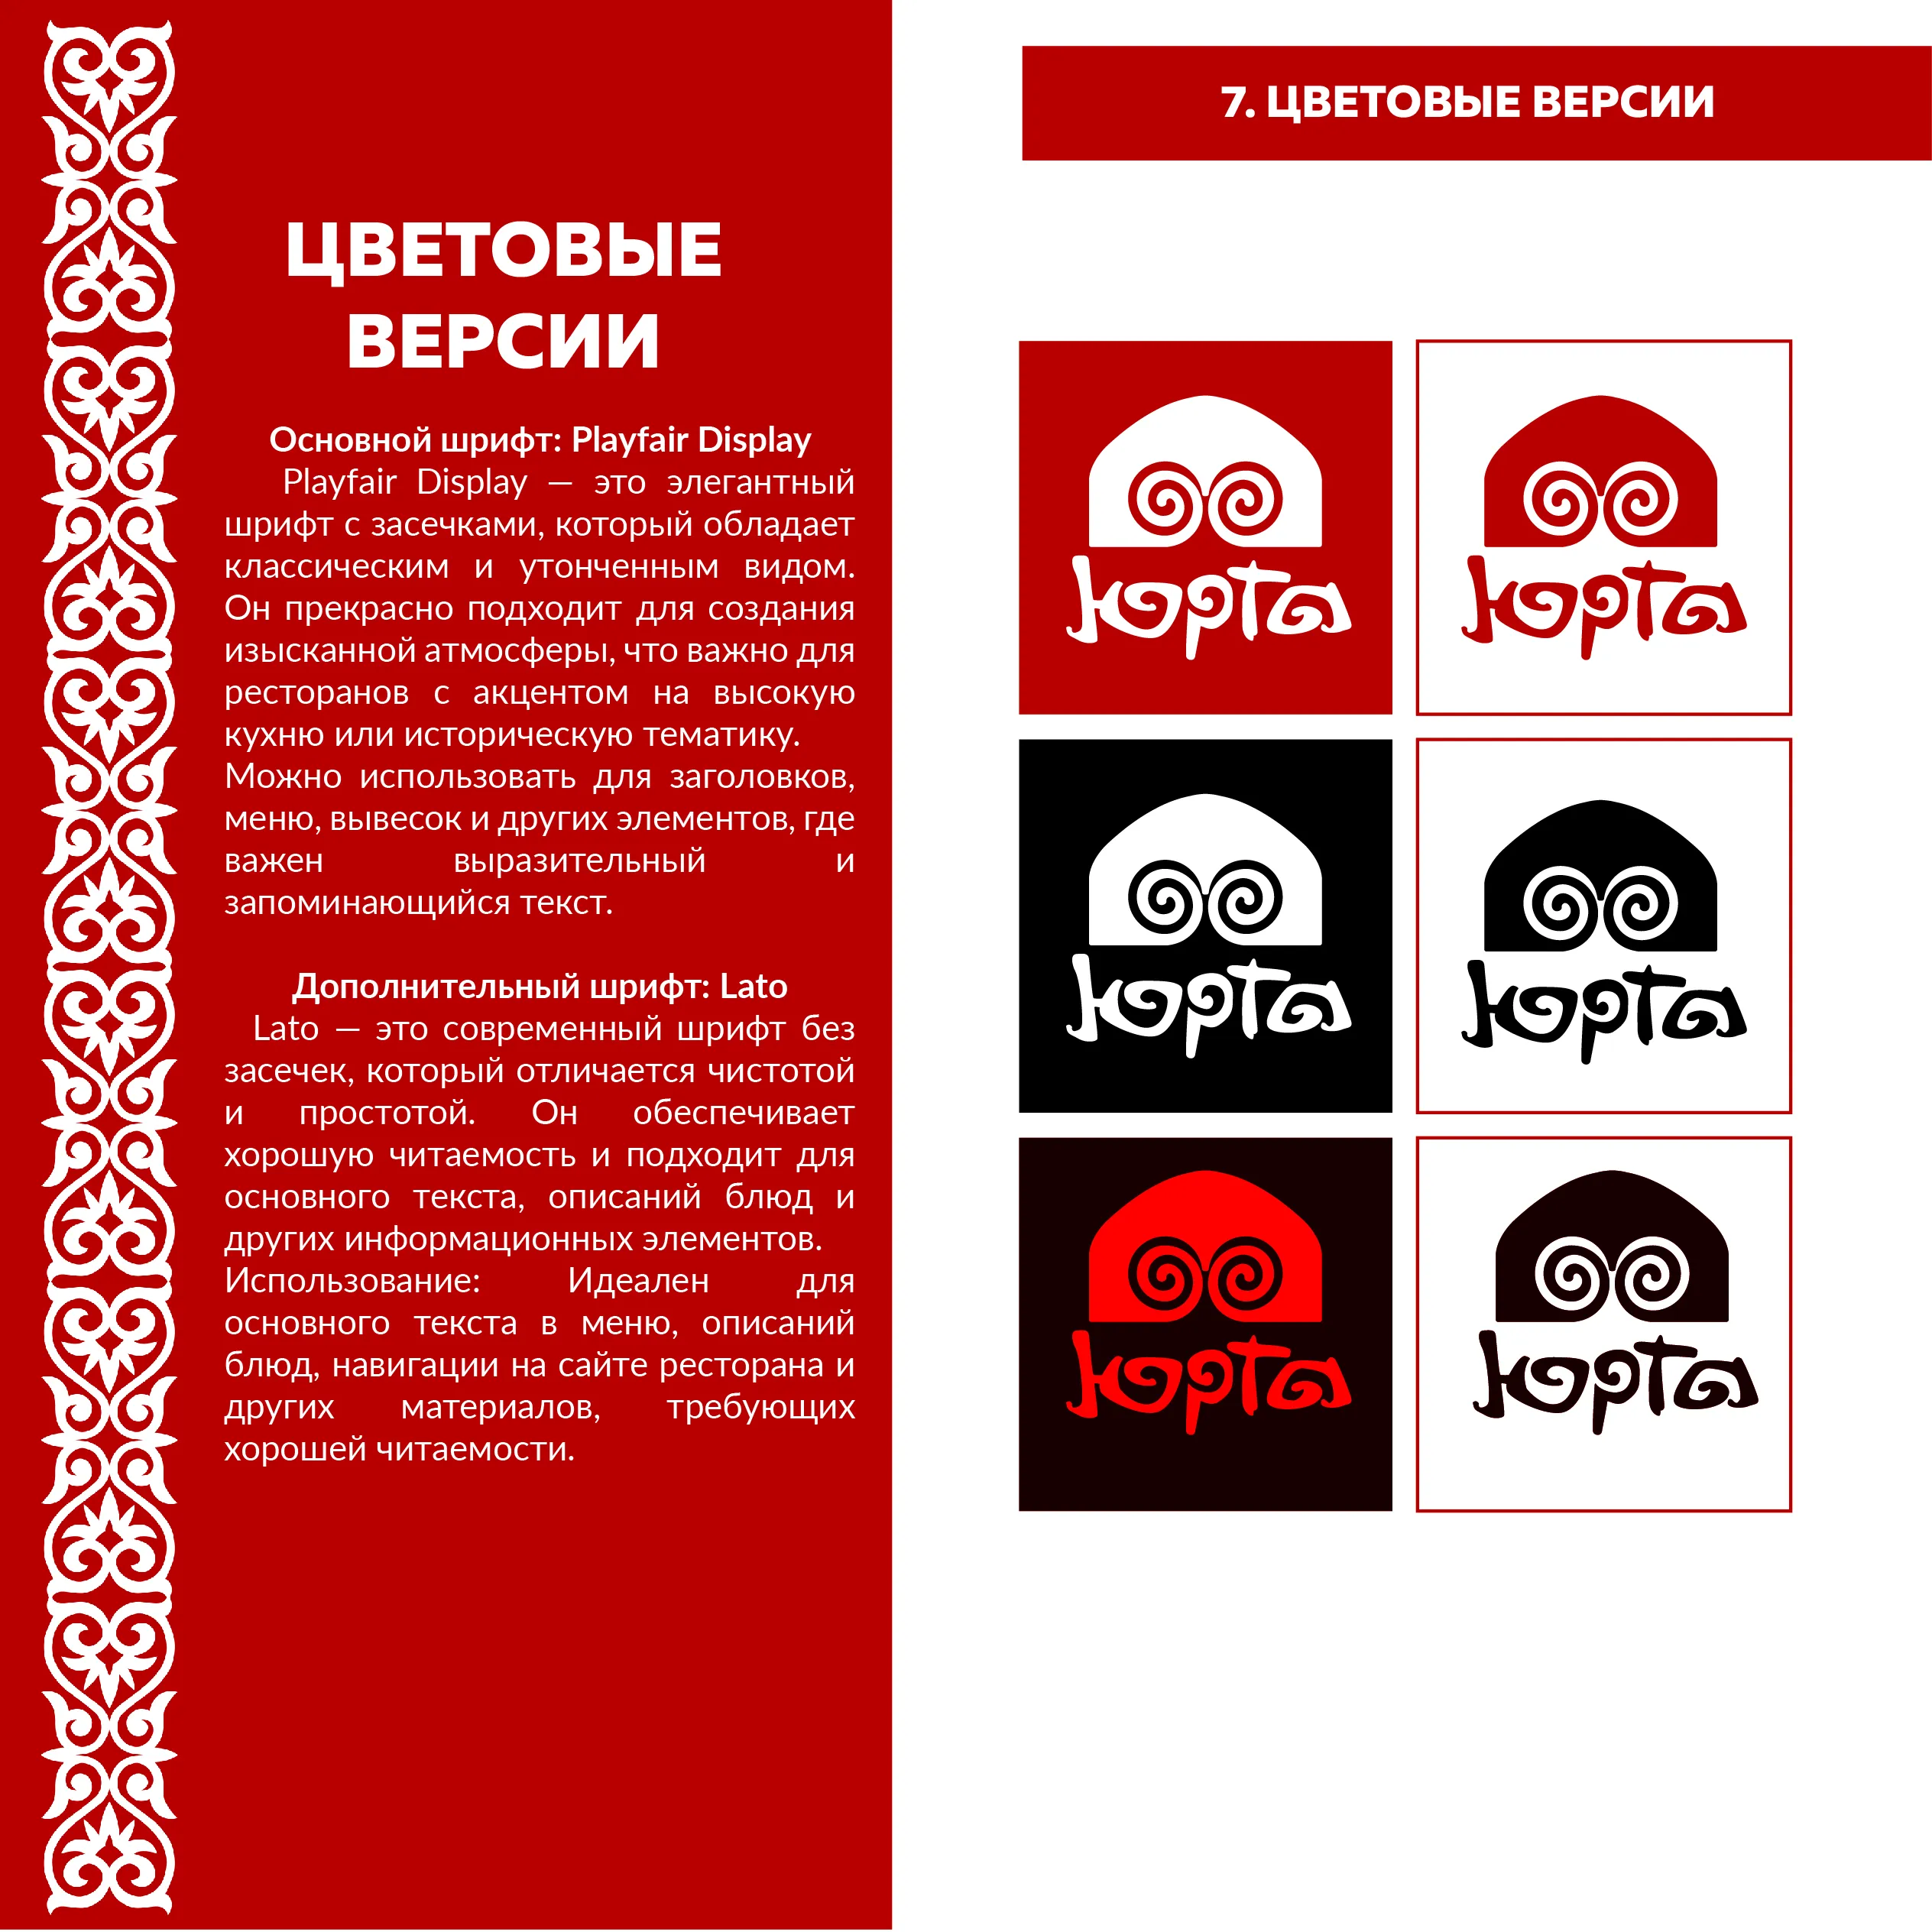 ЦВЕТОВЫЕ
ВЕРСИИ
Основной шрифт: Playfair Display
Playfair Display — это элегантный
шрифт с засечками, который обладает
классическим и утонченным видом.
Он прекрасно подходит для создания
изысканной атмосферы, что важно для
ресторанов с акцентом на высокую
кухню или историческую тематику.
Можно использовать для заголовков,
меню, вывесок и других элементов, где
важен выразительный и
запоминающийся текст.
Дополнительный шрифт: Lato
Lato — это современный шрифт без
засечек, который отличается чистотой
и простотой. Он обеспечивает
хорошую читаемость и подходит для
основного текста, описаний блюд и
других информационных элементов.
Использование: Идеален для
основного текста в меню, описаний
блюд, навигации на сайте ресторана и
других материалов, требующих
хорошей читаемости.
7. ЦВЕТОВЫЕ ВЕРСИИ
юрта
юрта
юрта
юрта
юрта
юрта